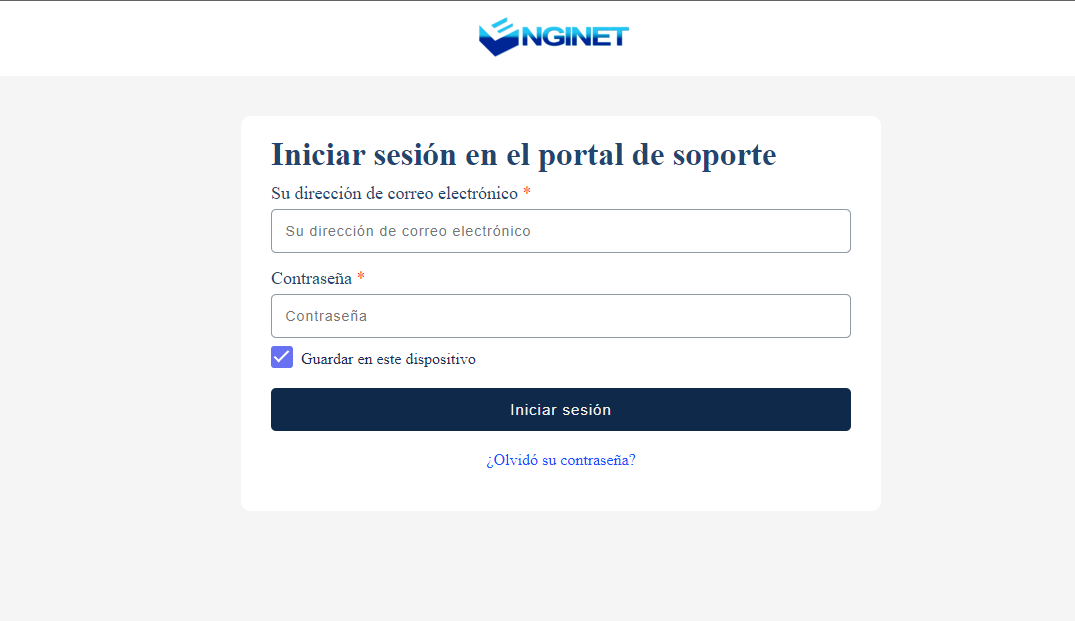 ENGINET
Iniciar sesión en el portal de soporte
Su dirección de correo electrónico *
Su dirección de correo electrónico
Contraseña *
Contraseña
Guardar en este dispositivo
Iniciar sesión
¿Olvidó su contraseña?